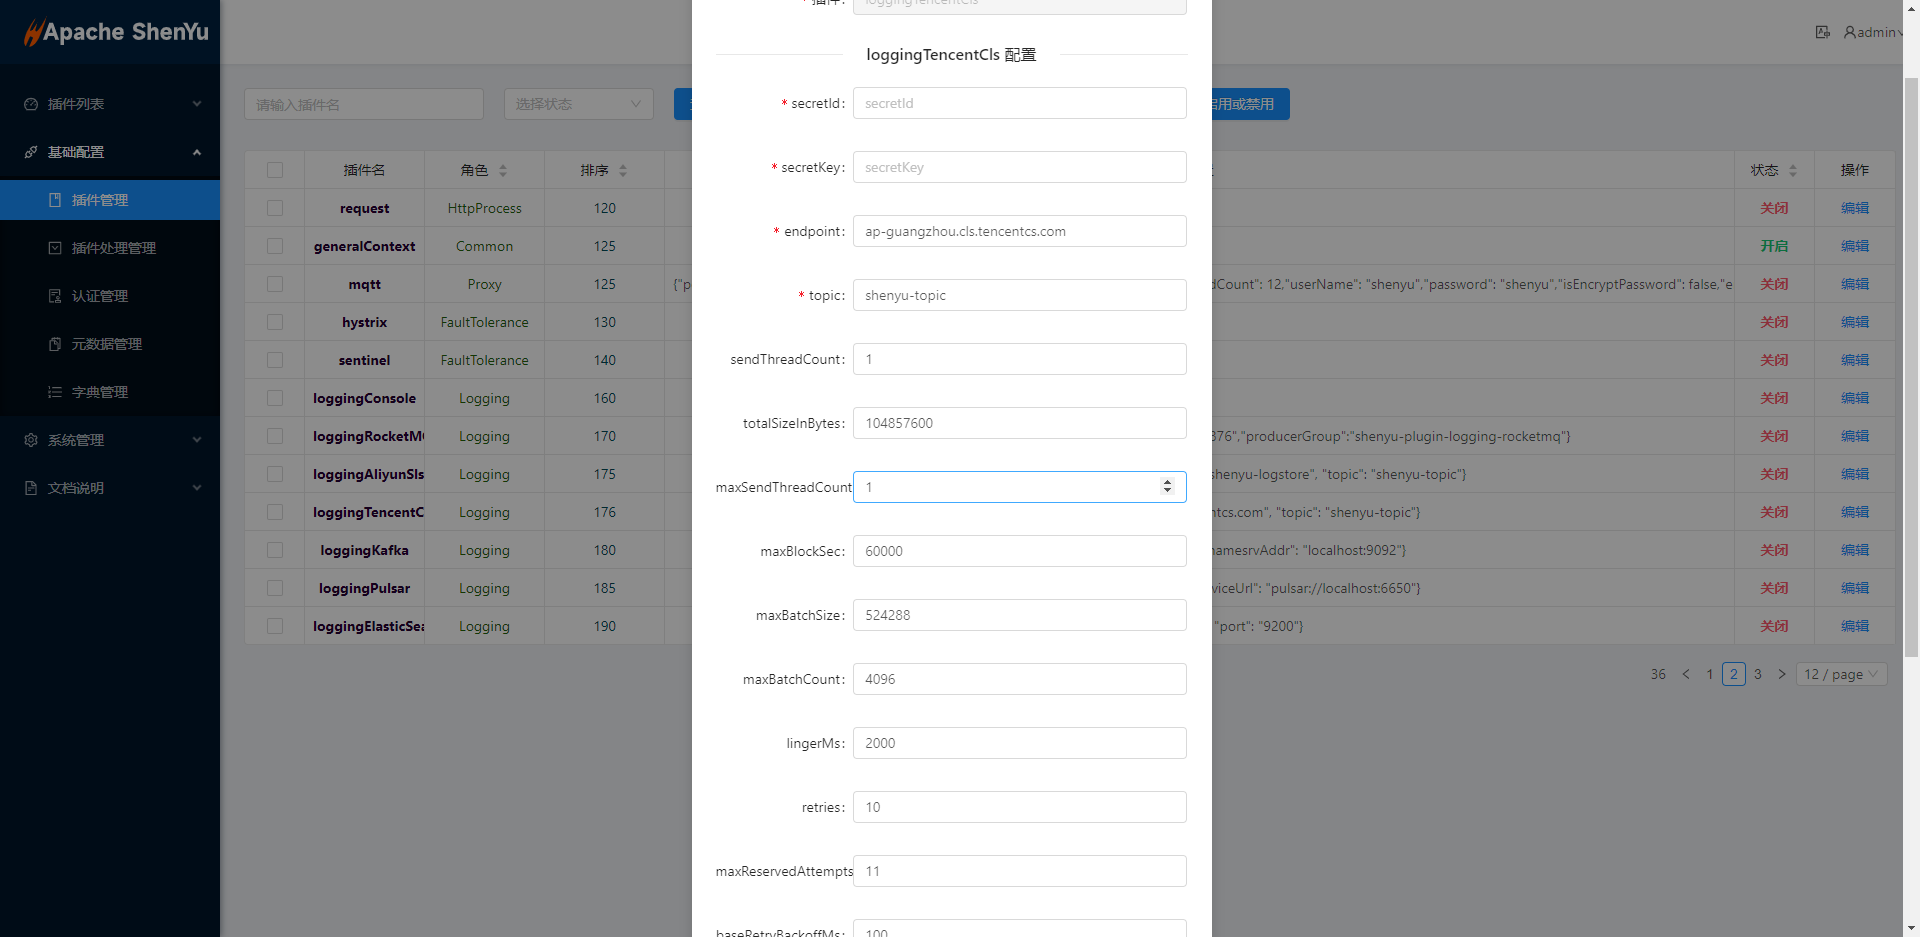 Apache ShenYu
admin
插件列表
基础配置
插件管理
插件处理管理
认证管理
元数据管理
字典管理
系统管理
文档说明
请输入插件名
选择状态
启用或禁用
插件名 角色 排序 状态 操作
request HttpProcess 120 关闭 编辑
generalContext Common 125 开启 编辑
mqtt Proxy 125 {"p dCount": 12,"userName": "shenyu","password": "shenyu","isEncryptPassword": false,"e 关闭 编辑
hystrix FaultTolerance 130 关闭 编辑
sentinel FaultTolerance 140 关闭 编辑
loggingConsole Logging 160 关闭 编辑
loggingRocketM Logging 170 376","producerGroup":"shenyu-plugin-logging-rocketmq"} 关闭 编辑
loggingAliyunSls Logging 175 shenyu-logstore", "topic": "shenyu-topic"} 关闭 编辑
loggingTencentC Logging 176 ntcs.com", "topic": "shenyu-topic"} 关闭 编辑
loggingKafka Logging 180 namesrvAddr": "localhost:9092"} 关闭 编辑
loggingPulsar Logging 185 viceUrl": "pulsar://localhost:6650"} 关闭 编辑
loggingElasticSea Logging 190 "port": "9200"} 关闭 编辑
36 < 1 2 3 > 12 / page
* 插件: loggingTencentCls
loggingTencentCls 配置
* secretId: secretId
* secretKey: secretKey
* endpoint: ap-guangzhou.cls.tencentcs.com
* topic: shenyu-topic
sendThreadCount: 1
totalSizeInBytes: 104857600
maxSendThreadCount 1
maxBlockSec: 60000
maxBatchSize: 524288
maxBatchCount: 4096
lingerMs: 2000
retries: 10
maxReservedAttempts 11
baseRetryBackoffMs: 100